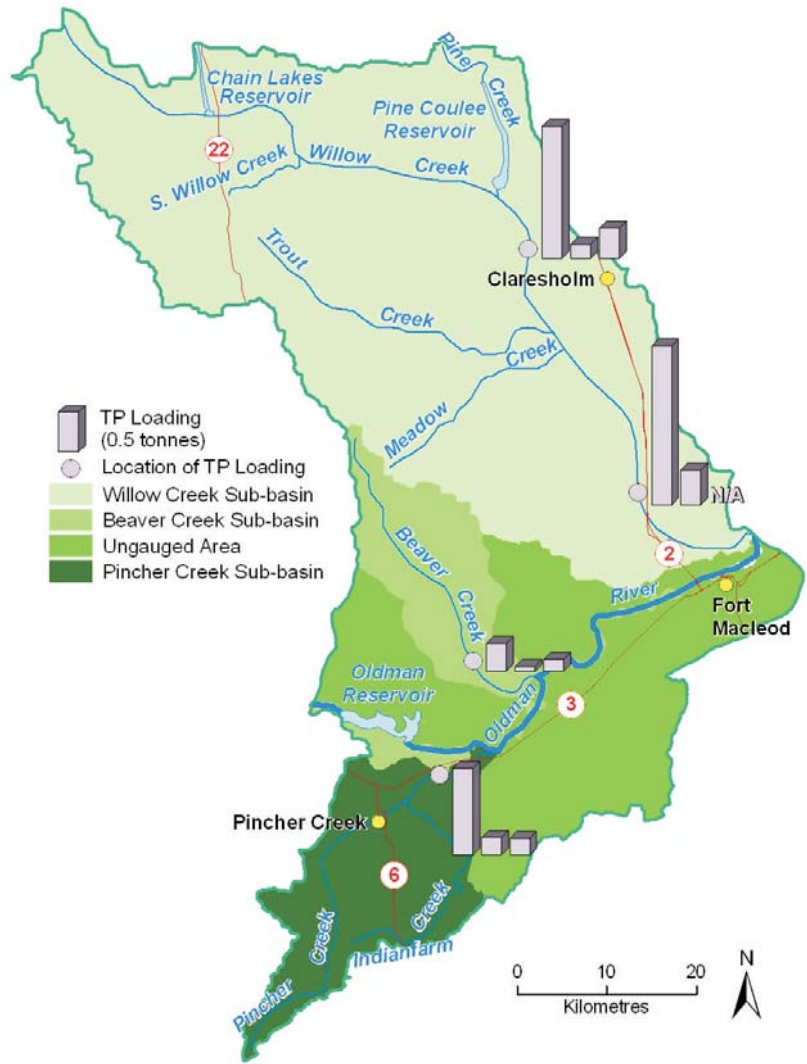 Pine
Creek
Chain Lakes
Reservoir
Pine Coulee
Reservoir
22
S. Willow Creek
Willow
Creek
Trout
Creek
Claresholm
Creek
Meadow
TP Loading
(0.5 tonnes)
Location of TP Loading
Willow Creek Sub-basin
Beaver Creek Sub-basin
Ungauged Area
Pincher Creek Sub-basin
N/A
Beaver
Creek
2
River
Fort
Macleod
Oldman
Reservoir
Oldman
3
Pincher Creek
6
Creek
Creek
Indianfarm
Pincher
0 10 20
Kilometres
N